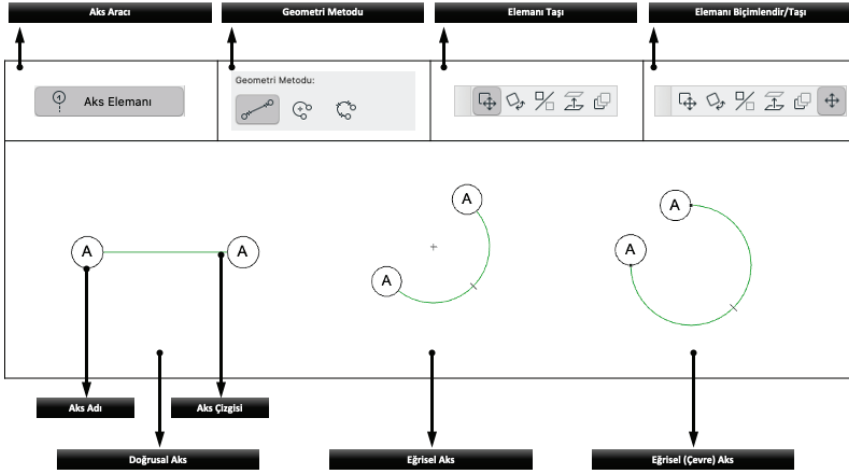 Aks Aracı
Geometri Metodu
Elemanı Taşı
Elemanı Biçimlendir/Taşı
1
Aks Elemanı
Geometri Metodu:
A
A
A
A
A
A
Aks Adı
Aks Çizgisi
Doğrusal Aks
Eğrisel Aks
Eğrisel (Çevre) Aks